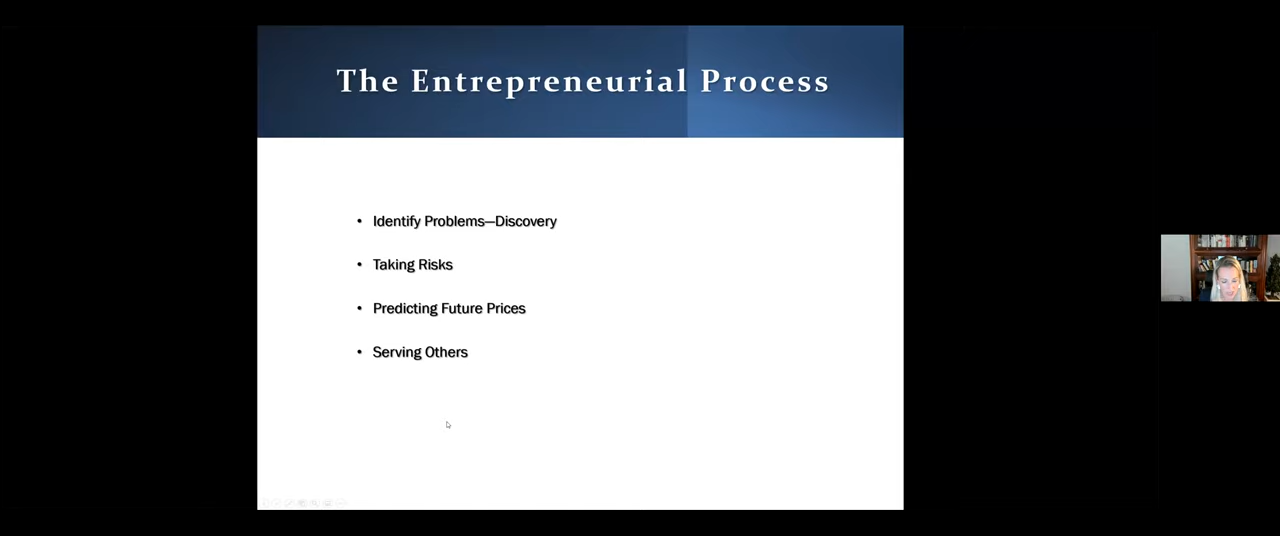 The Entrepreneurial Process
• Identify Problems—Discovery
• Taking Risks
• Predicting Future Prices
• Serving Others